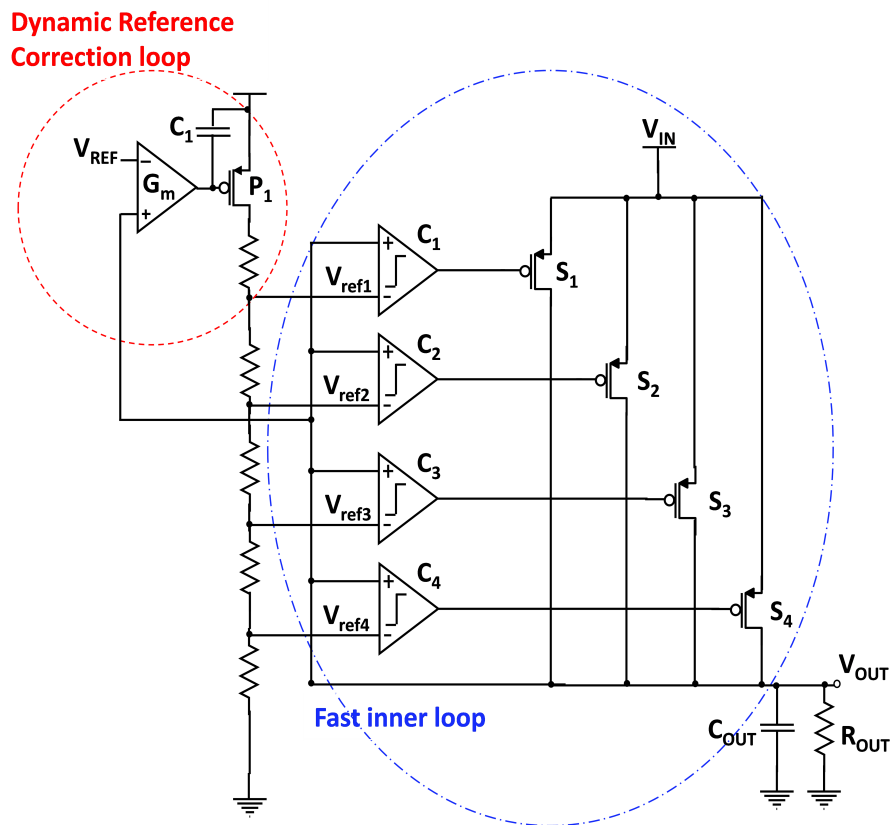 Dynamic Reference
Correction loop
C1
VREF
Gm
P1
VIN
C1
Vref1
S1
C2
Vref2
S2
C3
Vref3
S3
C4
Vref4
S4
VOUT
Fast inner loop
COUT
ROUT